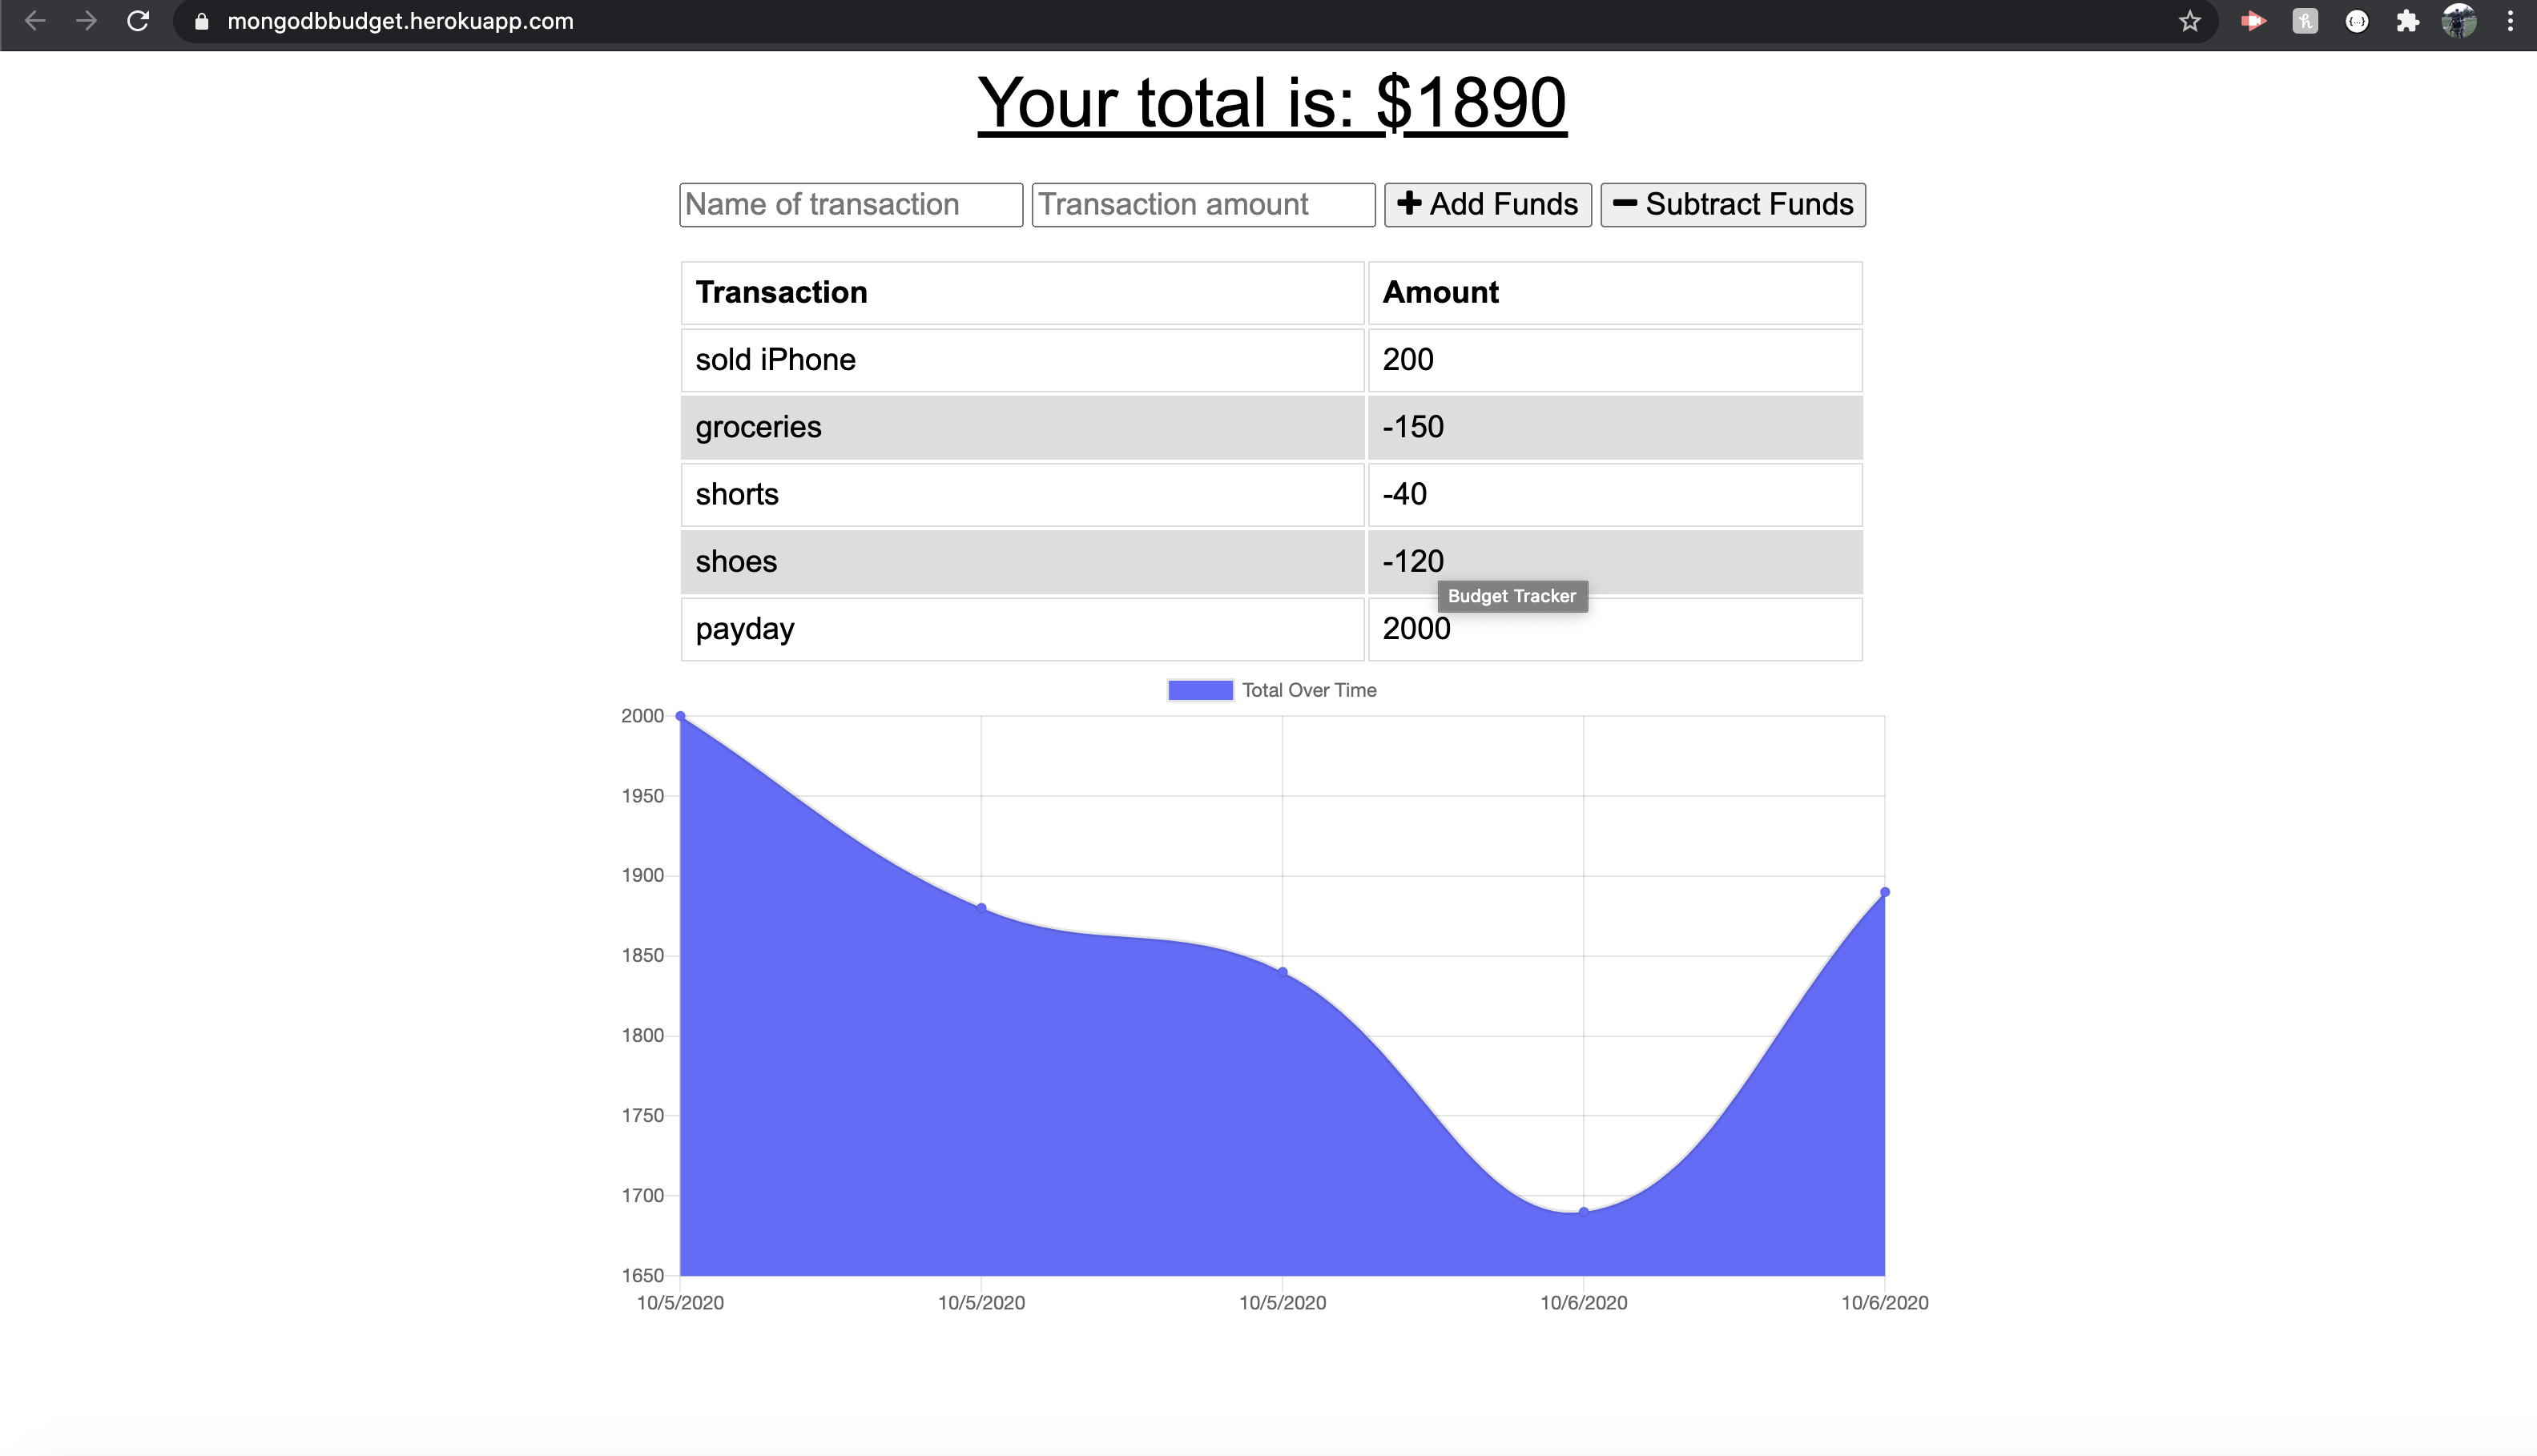 mongodbbudget.herokuapp.com
Your total is: $1890
Name of transaction Transaction amount Add Funds Subtract Funds
Transaction Amount
sold iPhone 200
groceries -150
shorts -40
shoes -120
Budget Tracker
payday 2000
Total Over Time
2000
1950
1900
1850
1800
1750
1700
1650
10/5/2020 10/5/2020 10/5/2020 10/6/2020 10/6/2020